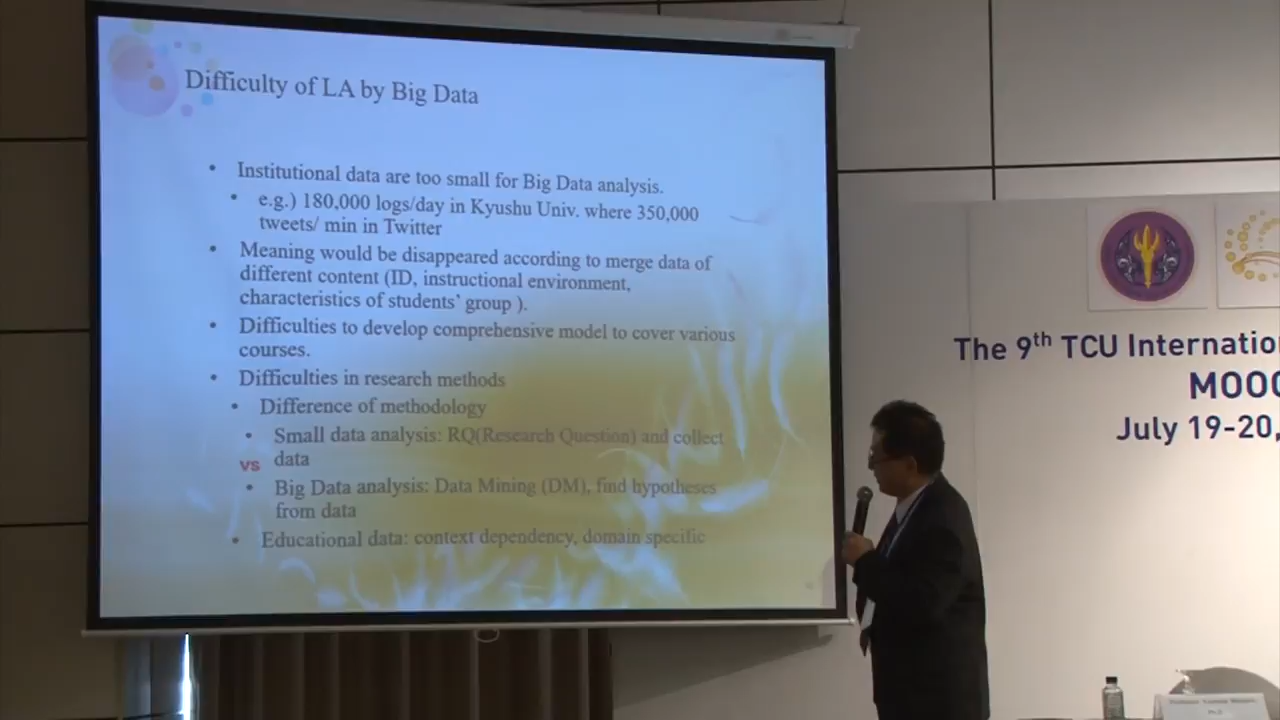 Difficulty of LA by Big Data
• Institutional data are too small for Big Data analysis.
• e.g.) 180,000 logs/day in Kyushu Univ. where 350,000
tweets/ min in Twitter
• Meaning would be disappeared according to merge data of
different content (ID, instructional environment,
characteristics of students' group ).
• Difficulties to develop comprehensive model to cover various
courses.
• Difficulties in research methods
• Difference of methodology
• Small data analysis: RQ(Research Question) and collect
data
vs
• Big Data analysis: Data Mining (DM), find hypotheses
from data
• Educational data: context dependency, domain specific
The 9th TCU Internatio
MOOC
July 19-20,